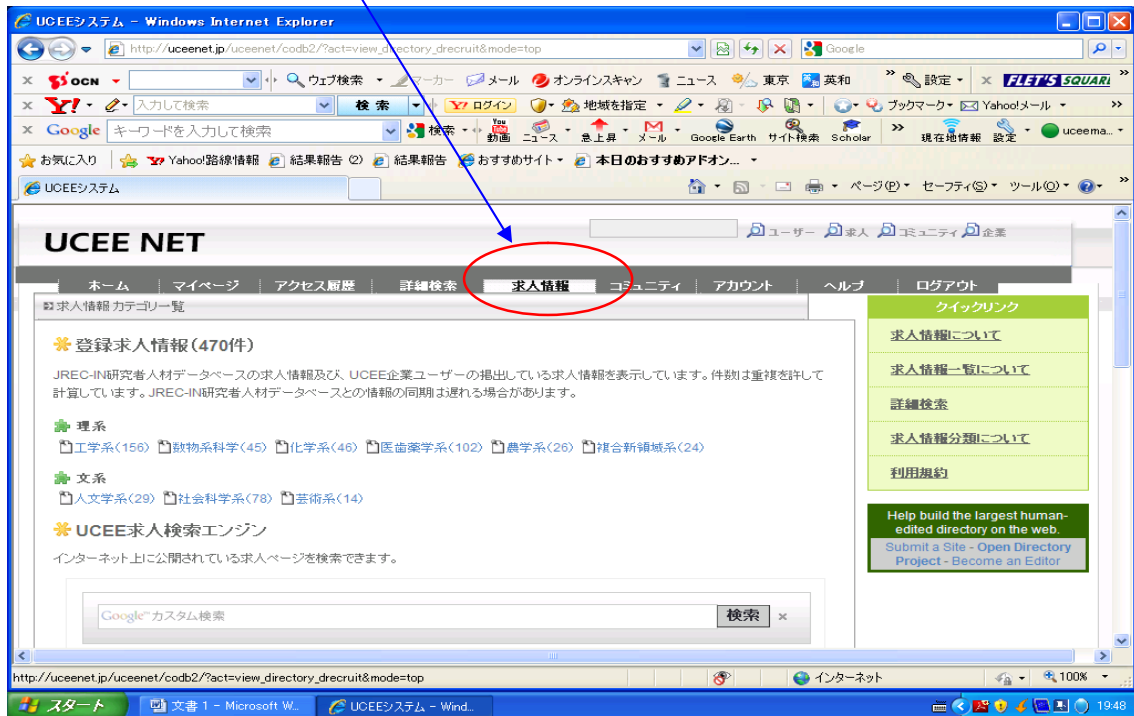 UCEEシステム - Windows Internet Explorer
http://uceenet.jp/uceenet/codb2/?act=view_directory_drecruit&mode=top
Google
OCN ウェブ検索 マーカー メール オンラインスキャン ニュース 東京 英和 設定 FLET'S SQUARE
Y! 入力して検索 検索 ログイン 地域を指定 ブックマーク Yahoo!メール
Google キーワードを入力して検索 検索 You 動画 ニュース 急上昇 メール Google Earth サイト検索 Scholar 現在地情報 設定 uceema...
お気に入り Yahoo!路線情報 結果報告 (2) 結果報告 おすすめサイト 本日のおすすめアドオン...
UCEEシステム ページ(P) セーフティ(S) ツール(O)
UCEE NET ユーザー 求人 コミュニティ 企業
ホーム マイページ アクセス履歴 詳細検索 求人情報 コミュニティ アカウント ヘルプ ログアウト
求人情報 カテゴリ一覧
登録求人情報(470件)
JREC-IN研究者人材データベースの求人情報及び、UCEE企業ユーザーの掲出している求人情報を表示しています。件数は重複を許して
計算しています。JREC-IN研究者人材データベースとの情報の同期は遅れる場合があります。
理系
工学系(156) 数物系科学(45) 化学系(46) 医歯薬学系(102) 農学系(26) 複合新領域系(24)
文系
人文学系(29) 社会科学系(78) 芸術系(14)
UCEE求人検索エンジン
インターネット上に公開されている求人ページを検索できます。
Google™カスタム検索 検索 ×
クイックリンク
求人情報について
求人情報一覧について
詳細検索
求人情報分類について
利用規約
Help build the largest human-
edited directory on the web.
Submit a Site - Open Directory
Project - Become an Editor
http://uceenet.jp/uceenet/codb2/?act=view_directory_drecruit&mode=top インターネット 100%
スタート 文書 1 - Microsoft W... UCEEシステム - Wind... 19:48